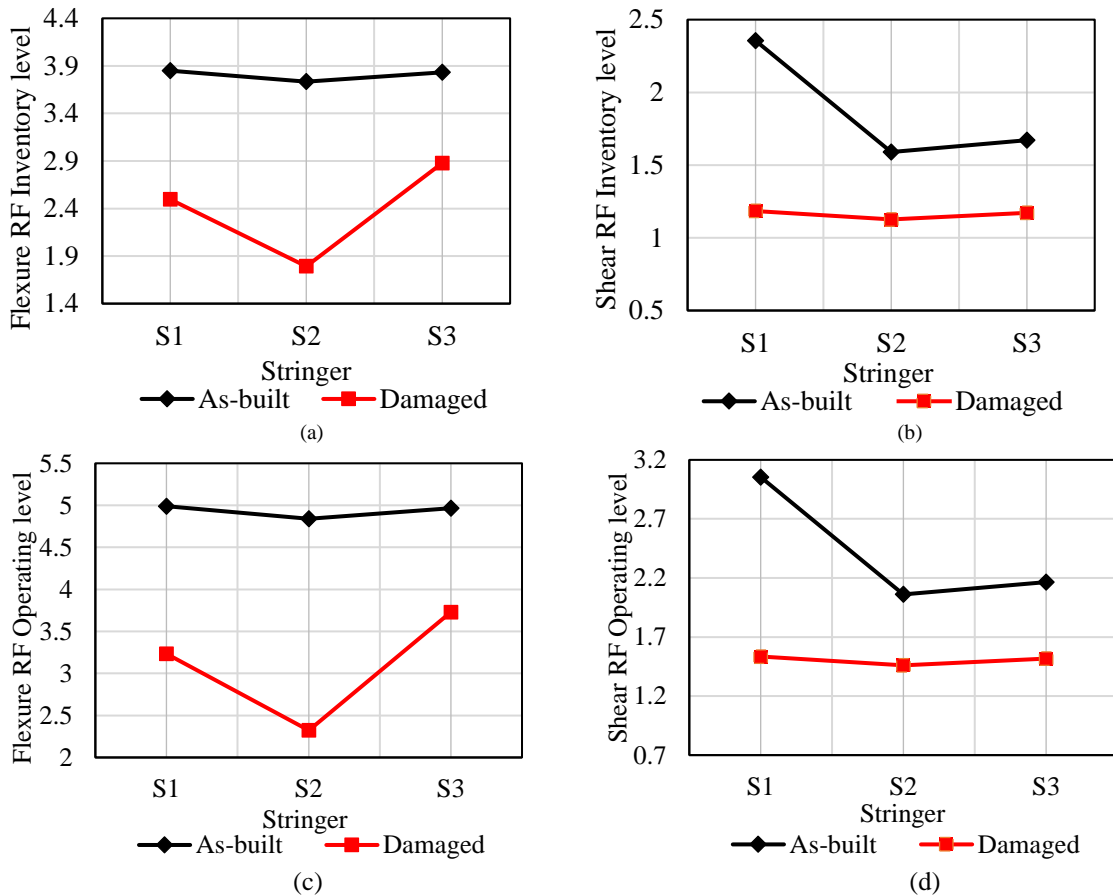 Flexure RF Inventory level
4.4
3.9
3.4
2.9
2.4
1.9
1.4
S1 S2 S3
Stringer
As-built Damaged
(a)
Shear RF Inventory level
2.5
2
1.5
1
0.5
S1 S2 S3
Stringer
As-built Damaged
(b)
Flexure RF Operating level
5.5
5
4.5
4
3.5
3
2.5
2
S1 S2 S3
Stringer
As-built Damaged
(c)
Shear RF Operating level
3.2
2.7
2.2
1.7
1.2
0.7
S1 S2 S3
Stringer
As-built Damaged
(d)